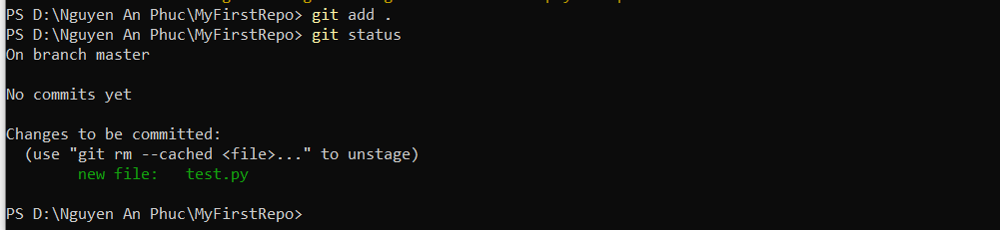 PS D:\Nguyen An Phuc\MyFirstRepo> git add .
PS D:\Nguyen An Phuc\MyFirstRepo> git status
On branch master
No commits yet
Changes to be committed:
(use "git rm --cached <file>..." to unstage)
new file: test.py
PS D:\Nguyen An Phuc\MyFirstRepo>